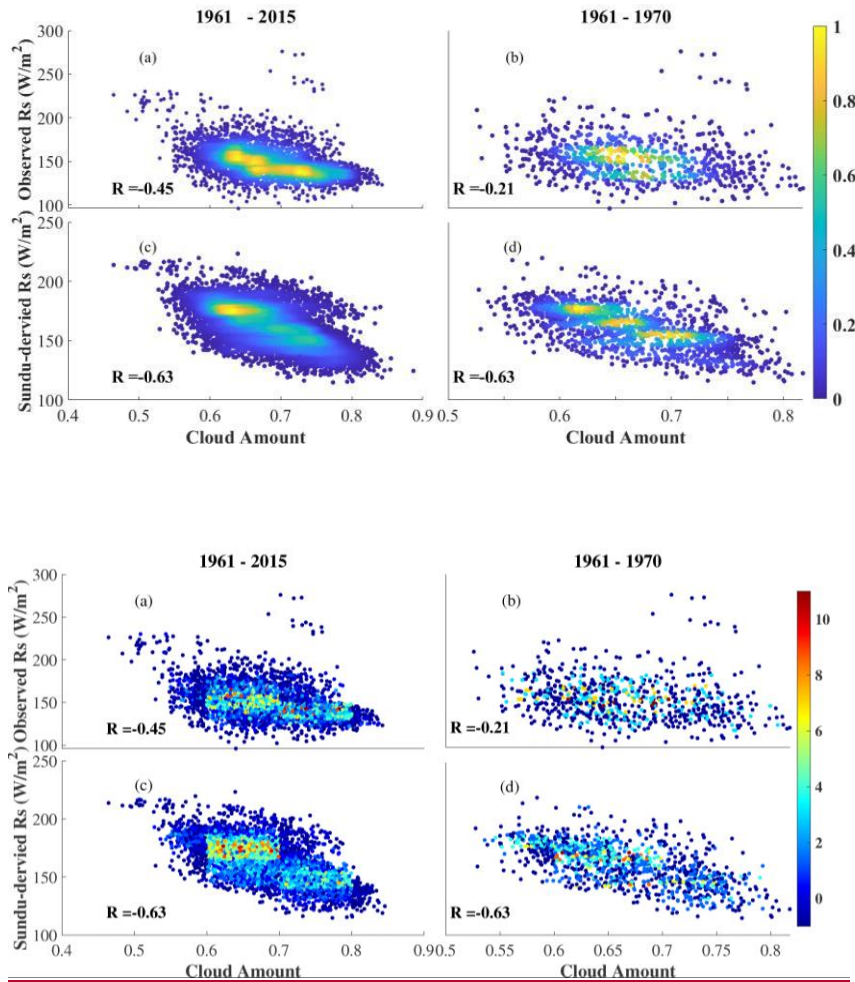 1961 - 2015
1961 - 1970
300
250
200
150
100
Observed Rs (W/m²)
(a)
R =-0.45
(b)
R =-0.21
250
200
150
100
Sundu-dervied Rs (W/m²)
(c)
R =-0.63
(d)
R =-0.63
0.4
0.5
0.6
0.7
0.8
0.9
Cloud Amount
0.5
0.6
0.7
0.8
Cloud Amount
1
0.8
0.6
0.4
0.2
0
1961 - 2015
1961 - 1970
300
250
200
150
100
Observed Rs (W/m²)
(a)
R =-0.45
(b)
R =-0.21
250
200
150
100
Sundu-dervied Rs (W/m²)
(c)
R =-0.63
(d)
R =-0.63
0.4
0.5
0.6
0.7
0.8
0.9
Cloud Amount
0.5
0.55
0.6
0.65
0.7
0.75
0.8
Cloud Amount
10
8
6
4
2
0